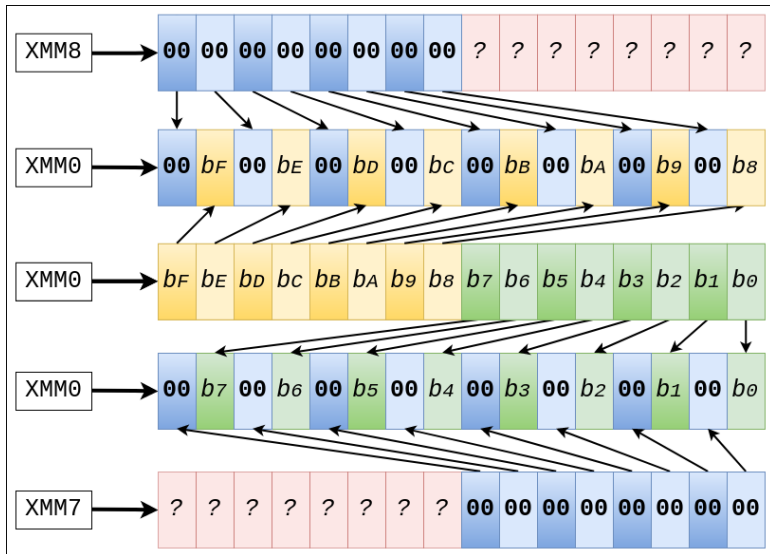 XMM8 00 00 00 00 00 00 00 00 ? ? ? ? ? ? ? ?
XMM0 00 bF 00 bE 00 bD 00 bC 00 bB 00 bA 00 b9 00 b8
XMM0 bF bE bD bC bB bA b9 b8 b7 b6 b5 b4 b3 b2 b1 b0
XMM0 00 b7 00 b6 00 b5 00 b4 00 b3 00 b2 00 b1 00 b0
XMM7 ? ? ? ? ? ? ? ? 00 00 00 00 00 00 00 00